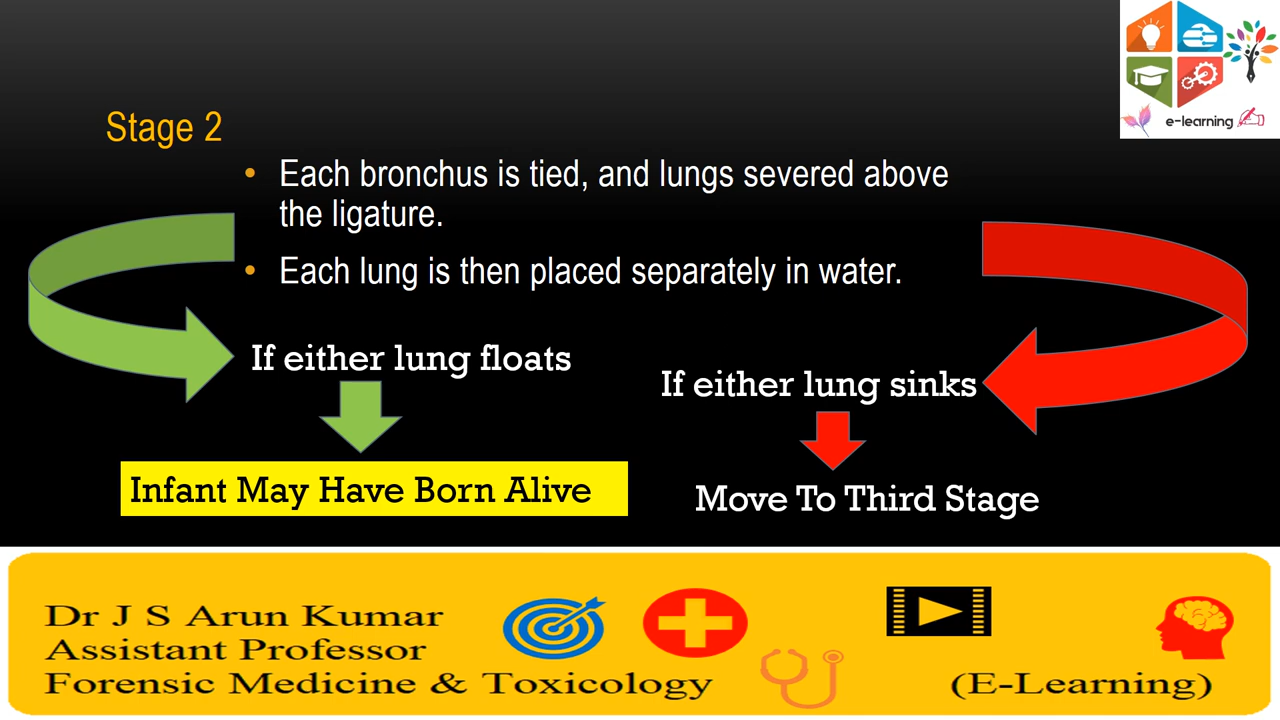 e-learning
Stage 2
• Each bronchus is tied, and lungs severed above
the ligature.
• Each lung is then placed separately in water.
If either lung floats
If either lung sinks
Infant May Have Born Alive
Move To Third Stage
Dr J S Arun Kumar
Assistant Professor
Forensic Medicine & Toxicology
(E-Learning)